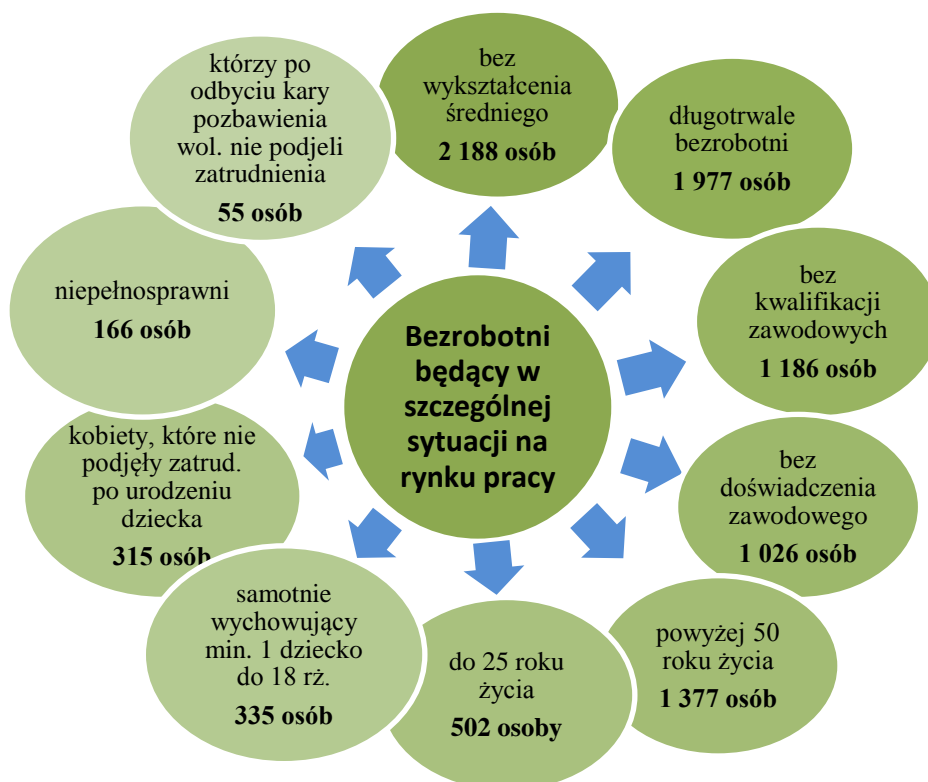 którzy po
odbyciu kary
pozbawienia
wol. nie podjeli
zatrudnienia
55 osób
bez
wykształcenia
średniego
2 188 osób
długotrwale
bezrobotni
1 977 osób
bez
kwalifikacji
zawodowych
1 186 osób
bez
doświadczenia
zawodowego
1 026 osób
powyżej 50
roku życia
1 377 osób
do 25 roku
życia
502 osoby
samotnie
wychowujący
min. 1 dziecko
do 18 rż.
335 osób
kobiety, które nie
podjęły zatrud.
po urodzeniu
dziecka
315 osób
niepełnosprawni
166 osób
Bezrobotni
będący w
szczególnej
sytuacji na
rynku pracy